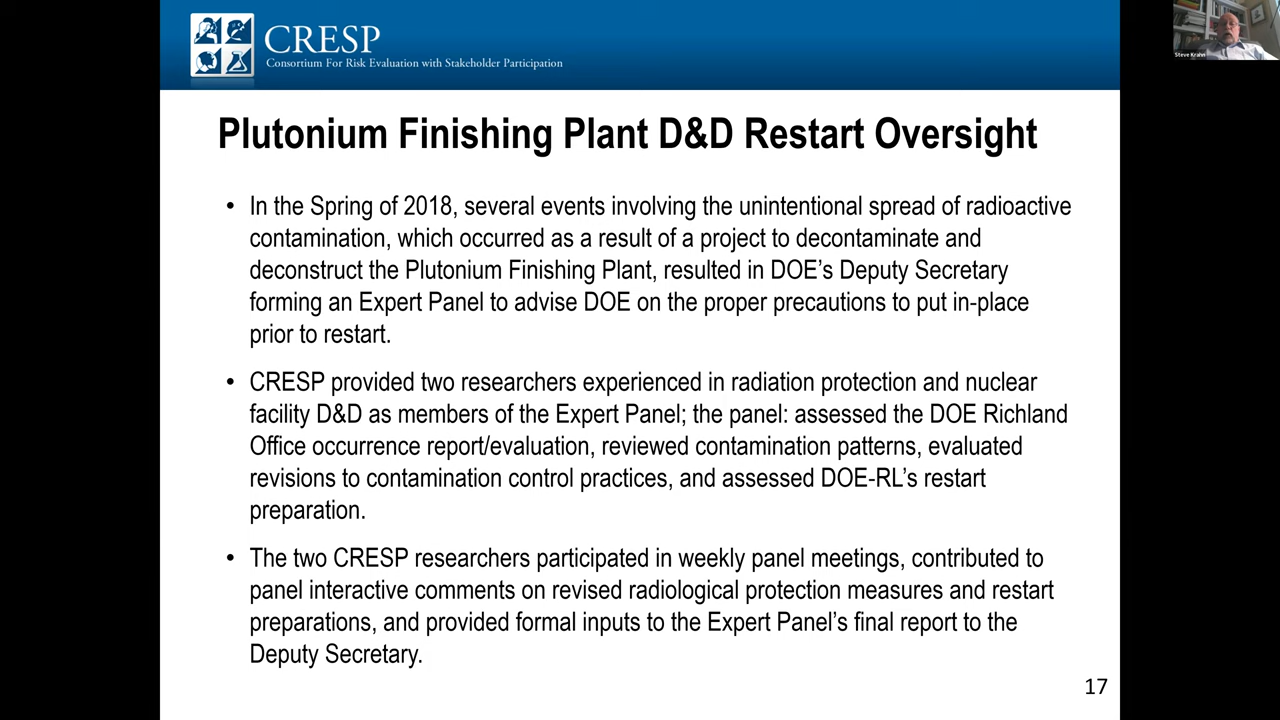 CRESP
Consortium For Risk Evaluation with Stakeholder Participation
Steve Krahn
Plutonium Finishing Plant D&D Restart Oversight
• In the Spring of 2018, several events involving the unintentional spread of radioactive
contamination, which occurred as a result of a project to decontaminate and
deconstruct the Plutonium Finishing Plant, resulted in DOE's Deputy Secretary
forming an Expert Panel to advise DOE on the proper precautions to put in-place
prior to restart.
• CRESP provided two researchers experienced in radiation protection and nuclear
facility D&D as members of the Expert Panel; the panel: assessed the DOE Richland
Office occurrence report/evaluation, reviewed contamination patterns, evaluated
revisions to contamination control practices, and assessed DOE-RL's restart
preparation.
• The two CRESP researchers participated in weekly panel meetings, contributed to
panel interactive comments on revised radiological protection measures and restart
preparations, and provided formal inputs to the Expert Panel's final report to the
Deputy Secretary.
17